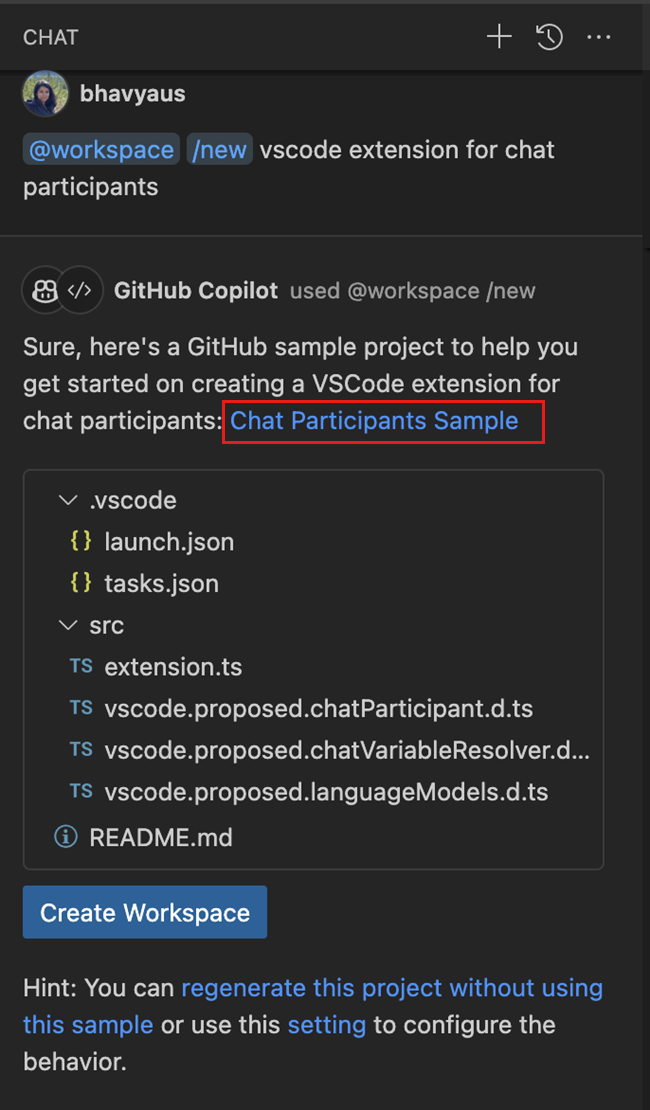 CHAT
bhavyaus
@workspace /new vscode extension for chat
participants
GitHub Copilot used @workspace /new
Sure, here's a GitHub sample project to help you
get started on creating a VSCode extension for
chat participants: Chat Participants Sample
.vscode
{} launch.json
{} tasks.json
src
TS extension.ts
TS vscode.proposed.chatParticipant.d.ts
TS vscode.proposed.chatVariableResolver.d...
TS vscode.proposed.languageModels.d.ts
README.md
Create Workspace
Hint: You can regenerate this project without using
this sample or use this setting to configure the
behavior.